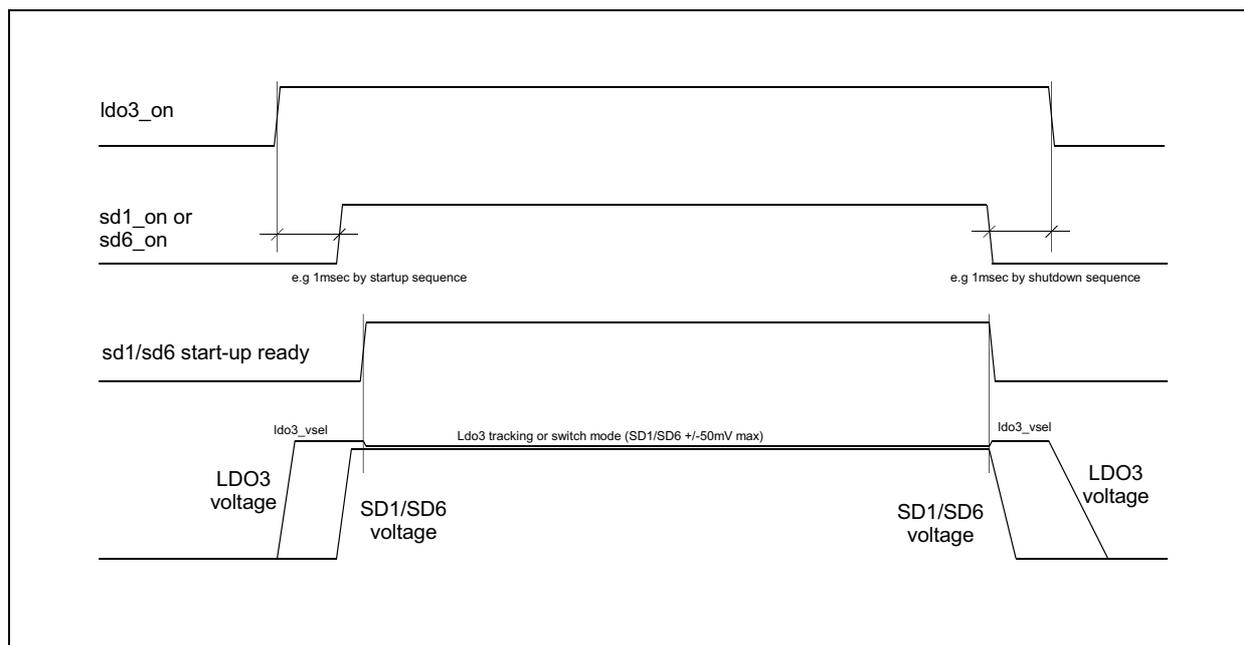 ldo3_on
sd1_on or
sd6_on
e.g 1msec by startup sequence
e.g 1msec by shutdown sequence
sd1/sd6 start-up ready
ldo3_vsel
Ldo3 tracking or switch mode (SD1/SD6 +/-50mV max)
ldo3_vsel
LDO3
voltage
SD1/SD6
voltage
SD1/SD6
voltage
LDO3
voltage